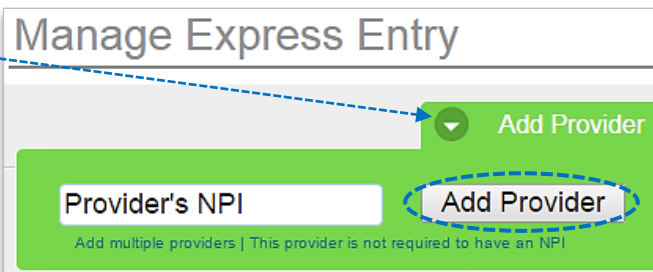 Manage Express Entry
Add Provider
Provider's NPI
Add Provider
Add multiple providers | This provider is not required to have an NPI